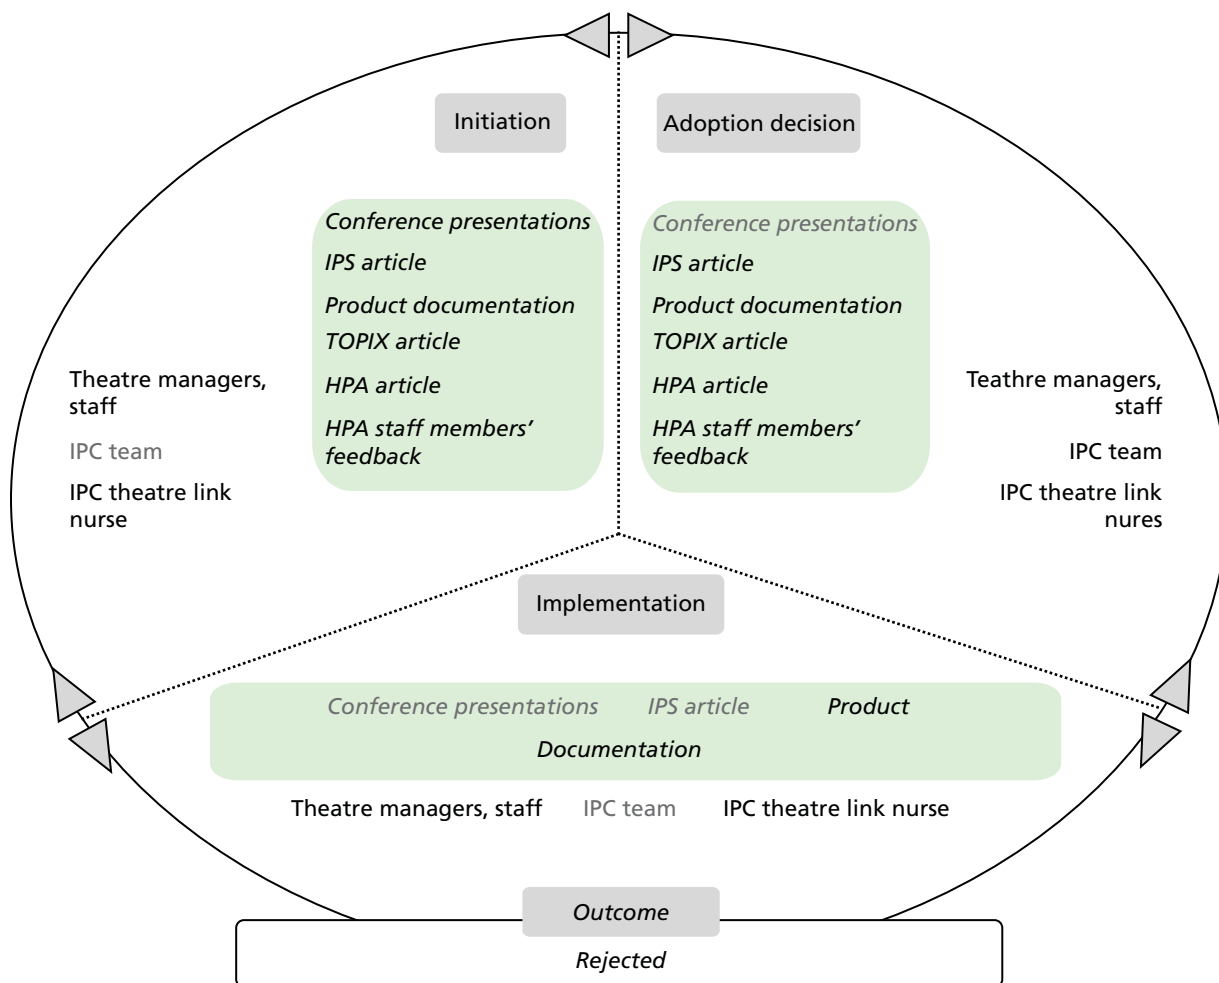 Initiation
Adoption decision
Conference presentations
IPS article
Product documentation
TOPIX article
HPA article
HPA staff members’
feedback
Conference presentations
IPS article
Product documentation
TOPIX article
HPA article
HPA staff members’
feedback
Theatre managers,
staff
IPC team
IPC theatre link
nurse
Teathre managers,
staff
IPC team
IPC theatre link
nures
Implementation
Conference presentations IPS article Product
Documentation
Theatre managers, staff IPC team IPC theatre link nurse
Outcome
Rejected